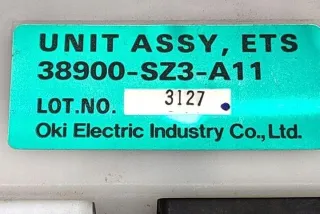 UNIT ASSY, ETS
38900-SZ3-A11
LOT.NO. 3127
Oki Electric Industry Co., Ltd.